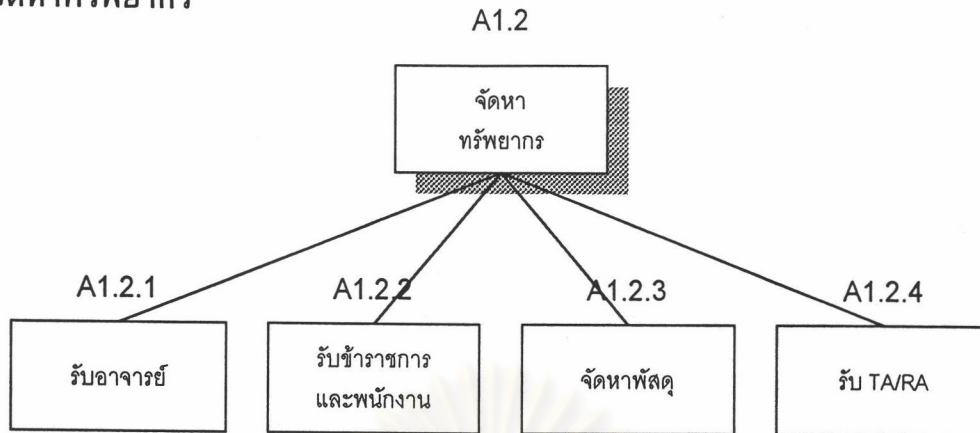 A1.2
จัดหา
ทรัพยากร
A1.2.1
A1.2.2
A1.2.3
A1.2.4
รับอาจารย์
รับข้าราชการ
และพนักงาน
จัดหาพัสดุ
รับ TA/RA